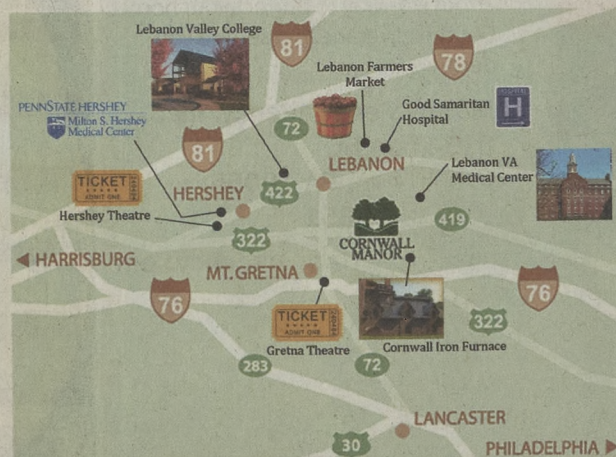 Lebanon Valley College
81
78
Lebanon Farmers
Market
PENNSTATE HERSHEY
Milton S. Hershey
Medical Center
Good Samaritan
Hospital
H
72
81
LEBANON
Lebanon VA
Medical Center
TICKET
ADMIT ONE
HERSHEY
422
Hershey Theatre
419
322
CORNWALL
MANOR
HARRISBURG
MT. GRETNA
76
76
TICKET
ADMIT ONE
322
Gretna Theatre
Cornwall Iron Furnace
283
72
LANCASTER
30
PHILADELPHIA